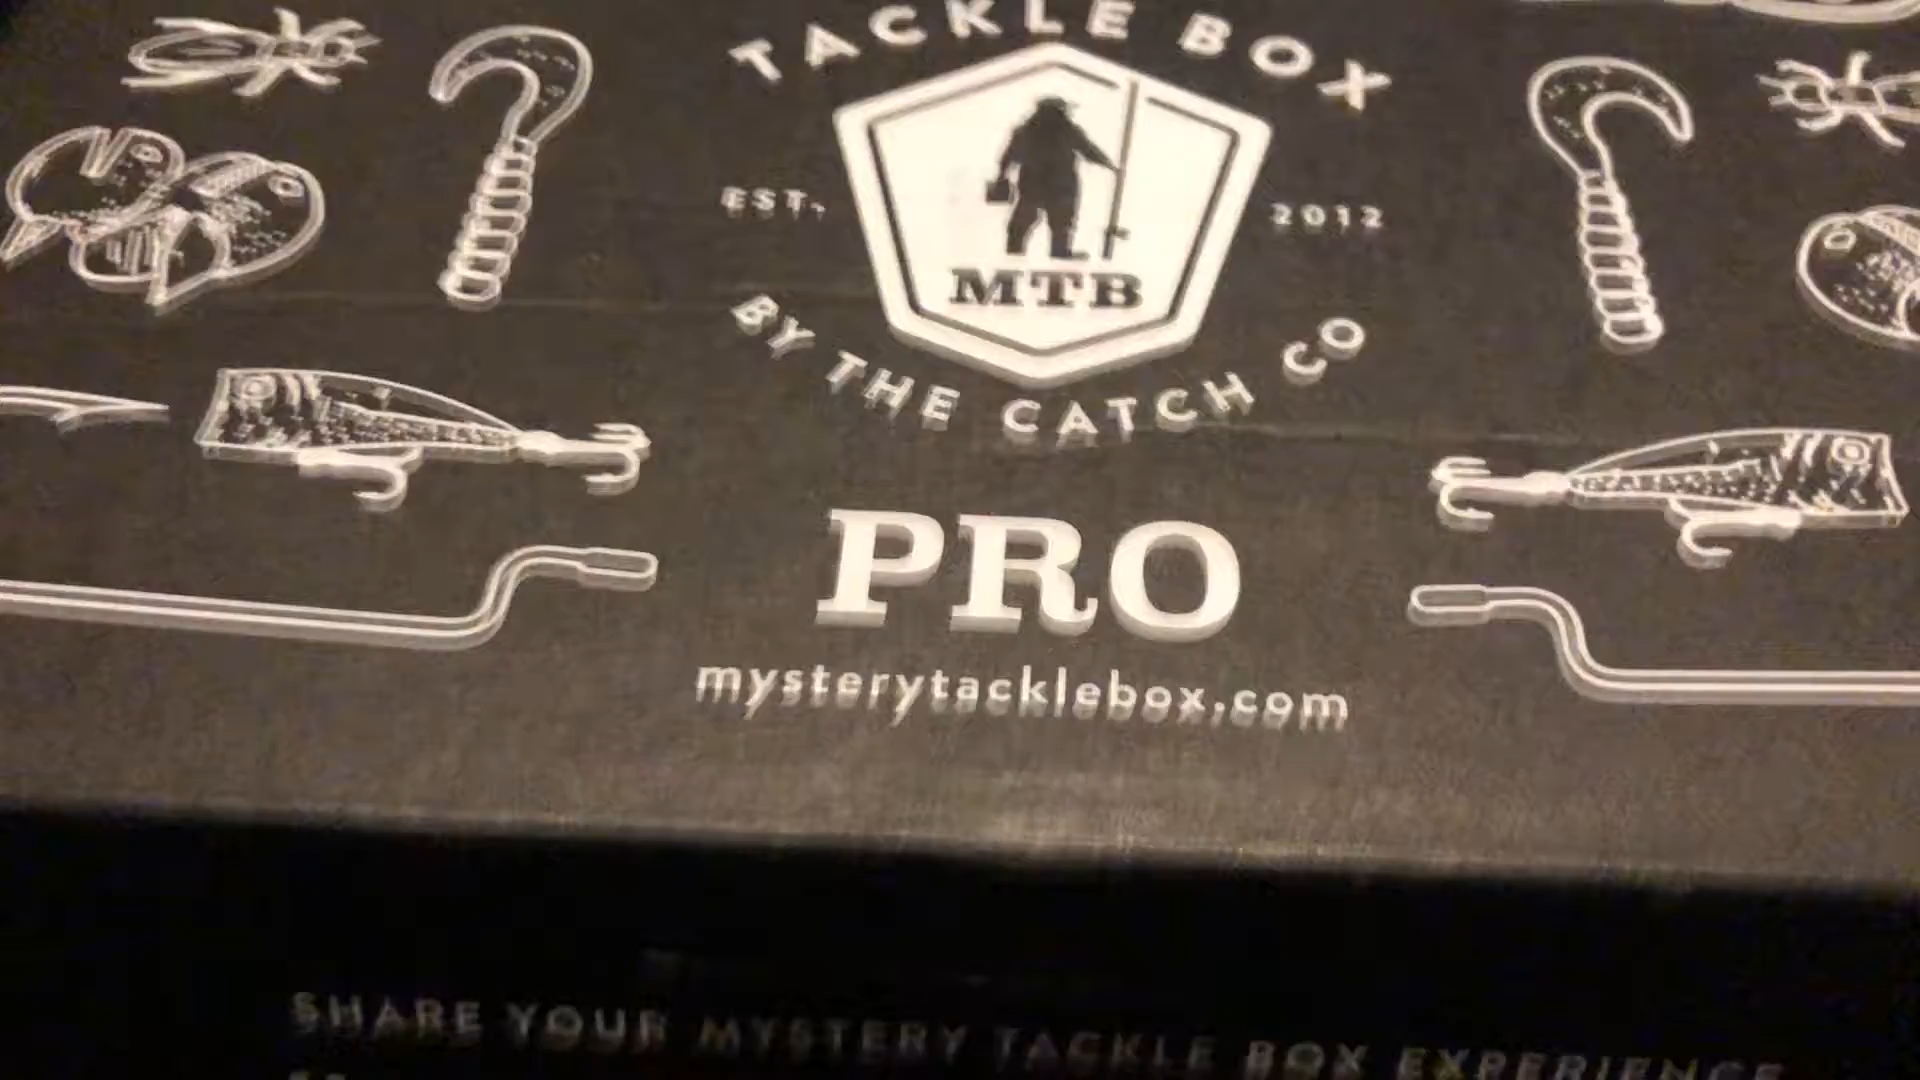 TACKLE BOX
EST. 2012
MTB
BY THE CATCH CO
PRO
mysterytacklebox.com
SHARE YOUR MYSTERY TACKLE BOX EXPERIENCE